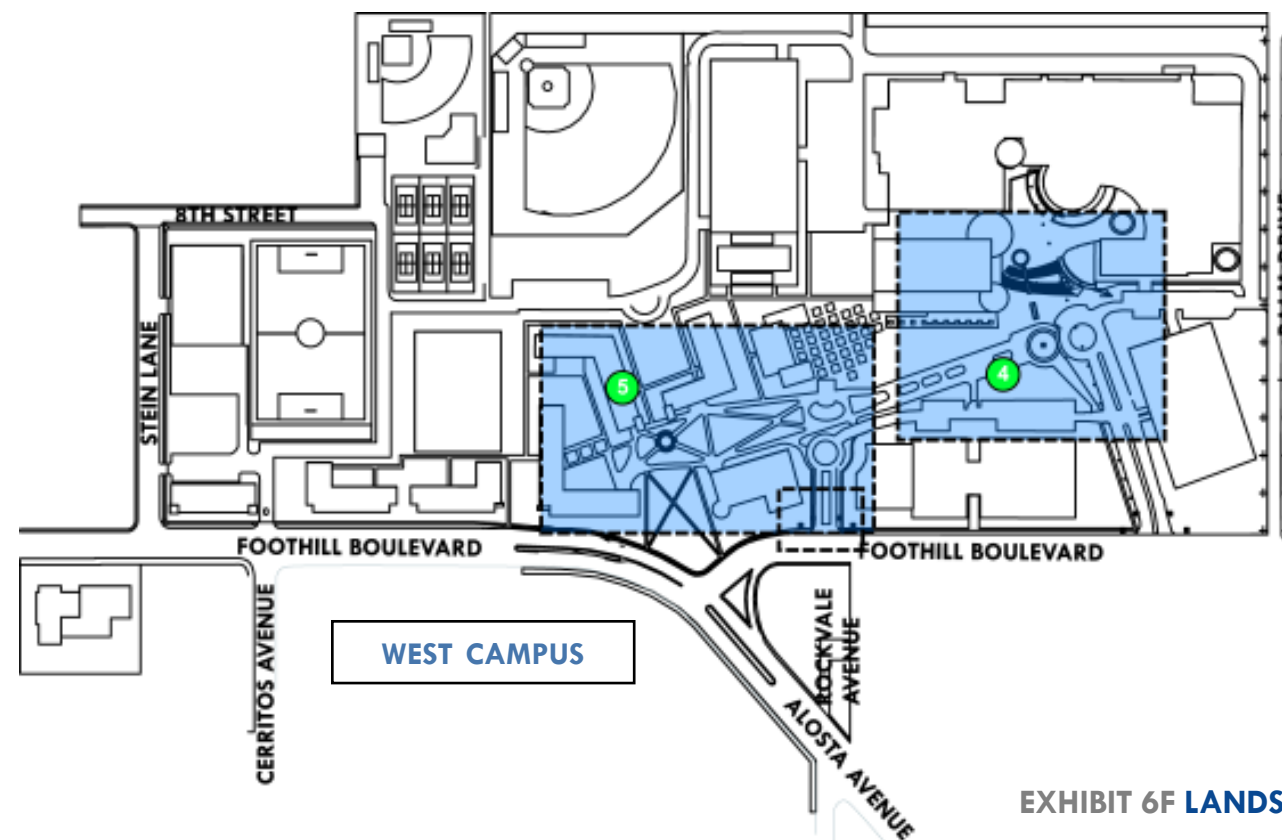 8TH STREET
4
5
STEIN LANE
FOOTHILL BOULEVARD
FOOTHILL BOULEVARD
CERRITOS AVENUE
WEST CAMPUS
ROCKVALE
AVENUE
ALOSTA AVENUE
EXHIBIT 6F LANDS